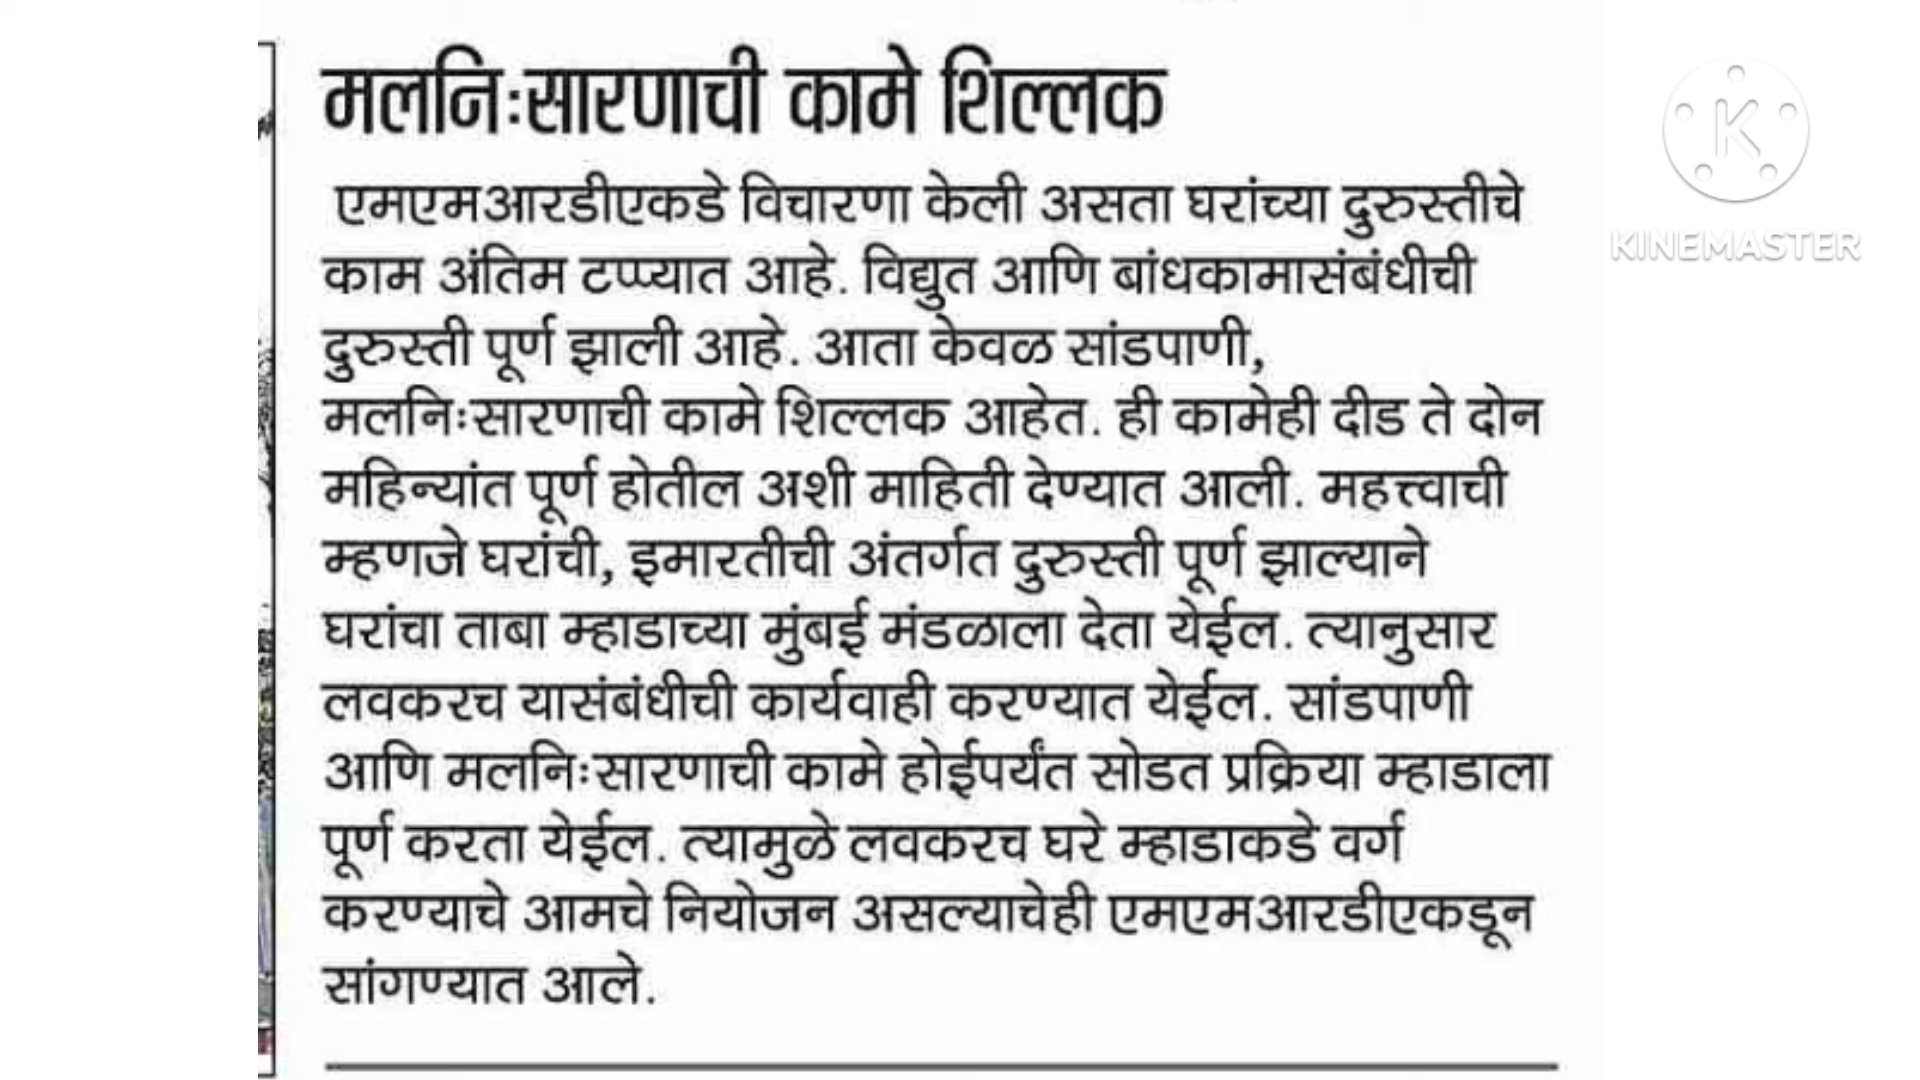 मलनिःसारणाची कामे शिल्लक
एमएमआरडीएकडे विचारणा केली असता घरांच्या दुरुस्तीचे
काम अंतिम टप्प्यात आहे. विद्युत आणि बांधकामासंबंधीची
दुरुस्ती पूर्ण झाली आहे. आता केवळ सांडपाणी,
मलनिःसारणाची कामे शिल्लक आहेत. ही कामेही दीड ते दोन
महिन्यांत पूर्ण होतील अशी माहिती देण्यात आली. महत्त्वाची
म्हणजे घरांची, इमारतीची अंतर्गत दुरुस्ती पूर्ण झाल्याने
घरांचा ताबा म्हाडाच्या मुंबई मंडळाला देता येईल. त्यानुसार
लवकरच यासंबंधीची कार्यवाही करण्यात येईल. सांडपाणी
आणि मलनिःसारणाची कामे होईपर्यंत सोडत प्रक्रिया म्हाडाला
पूर्ण करता येईल. त्यामुळे लवकरच घरे म्हाडाकडे वर्ग
करण्याचे आमचे नियोजन असल्याचेही एमएमआरडीएकडून
सांगण्यात आले.
K
KINEMASTER